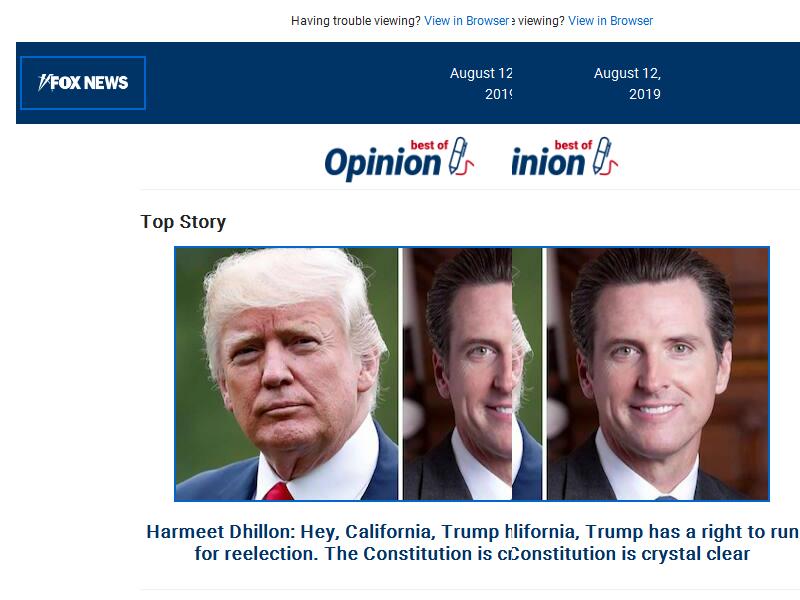 Having trouble viewing? View in Browser e viewing? View in Browser
FOX NEWS
August 12
2019
August 12,
2019
best of
Opinion
best of
inion
Top Story
Harmeet Dhillon: Hey, California, Trump hlifornia, Trump has a right to run
for reelection. The Constitution is cConstitution is crystal clear